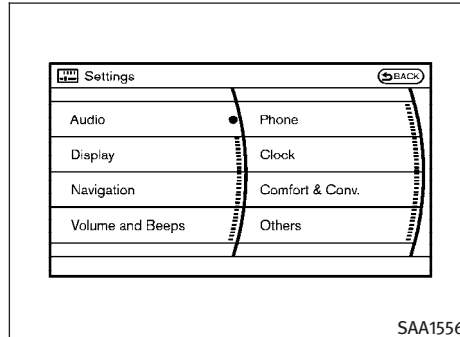 Settings
BACK
Audio
Phone
Display
Clock
Navigation
Comfort & Conv.
Volume and Beeps
Others
SAA1556